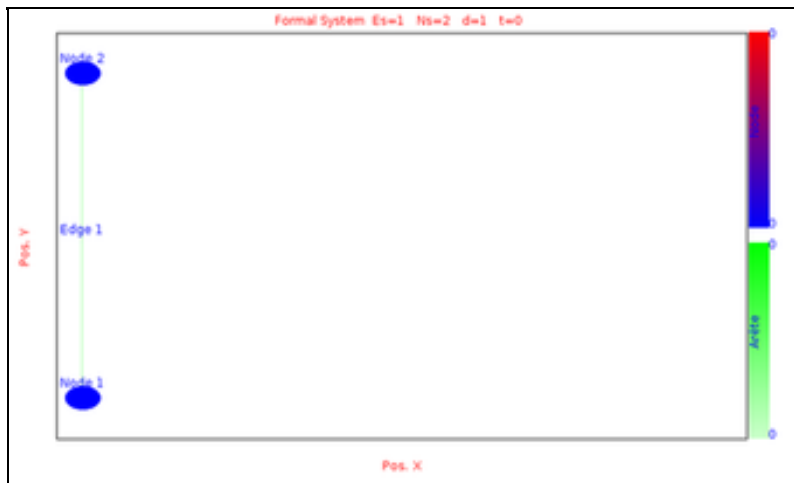 Formal System Es=1 Ns=2 d=1 t=0
Node 2
Edge 1
Node 1
Pos. Y
Pos. X
0
Node
0
0
Arête
0